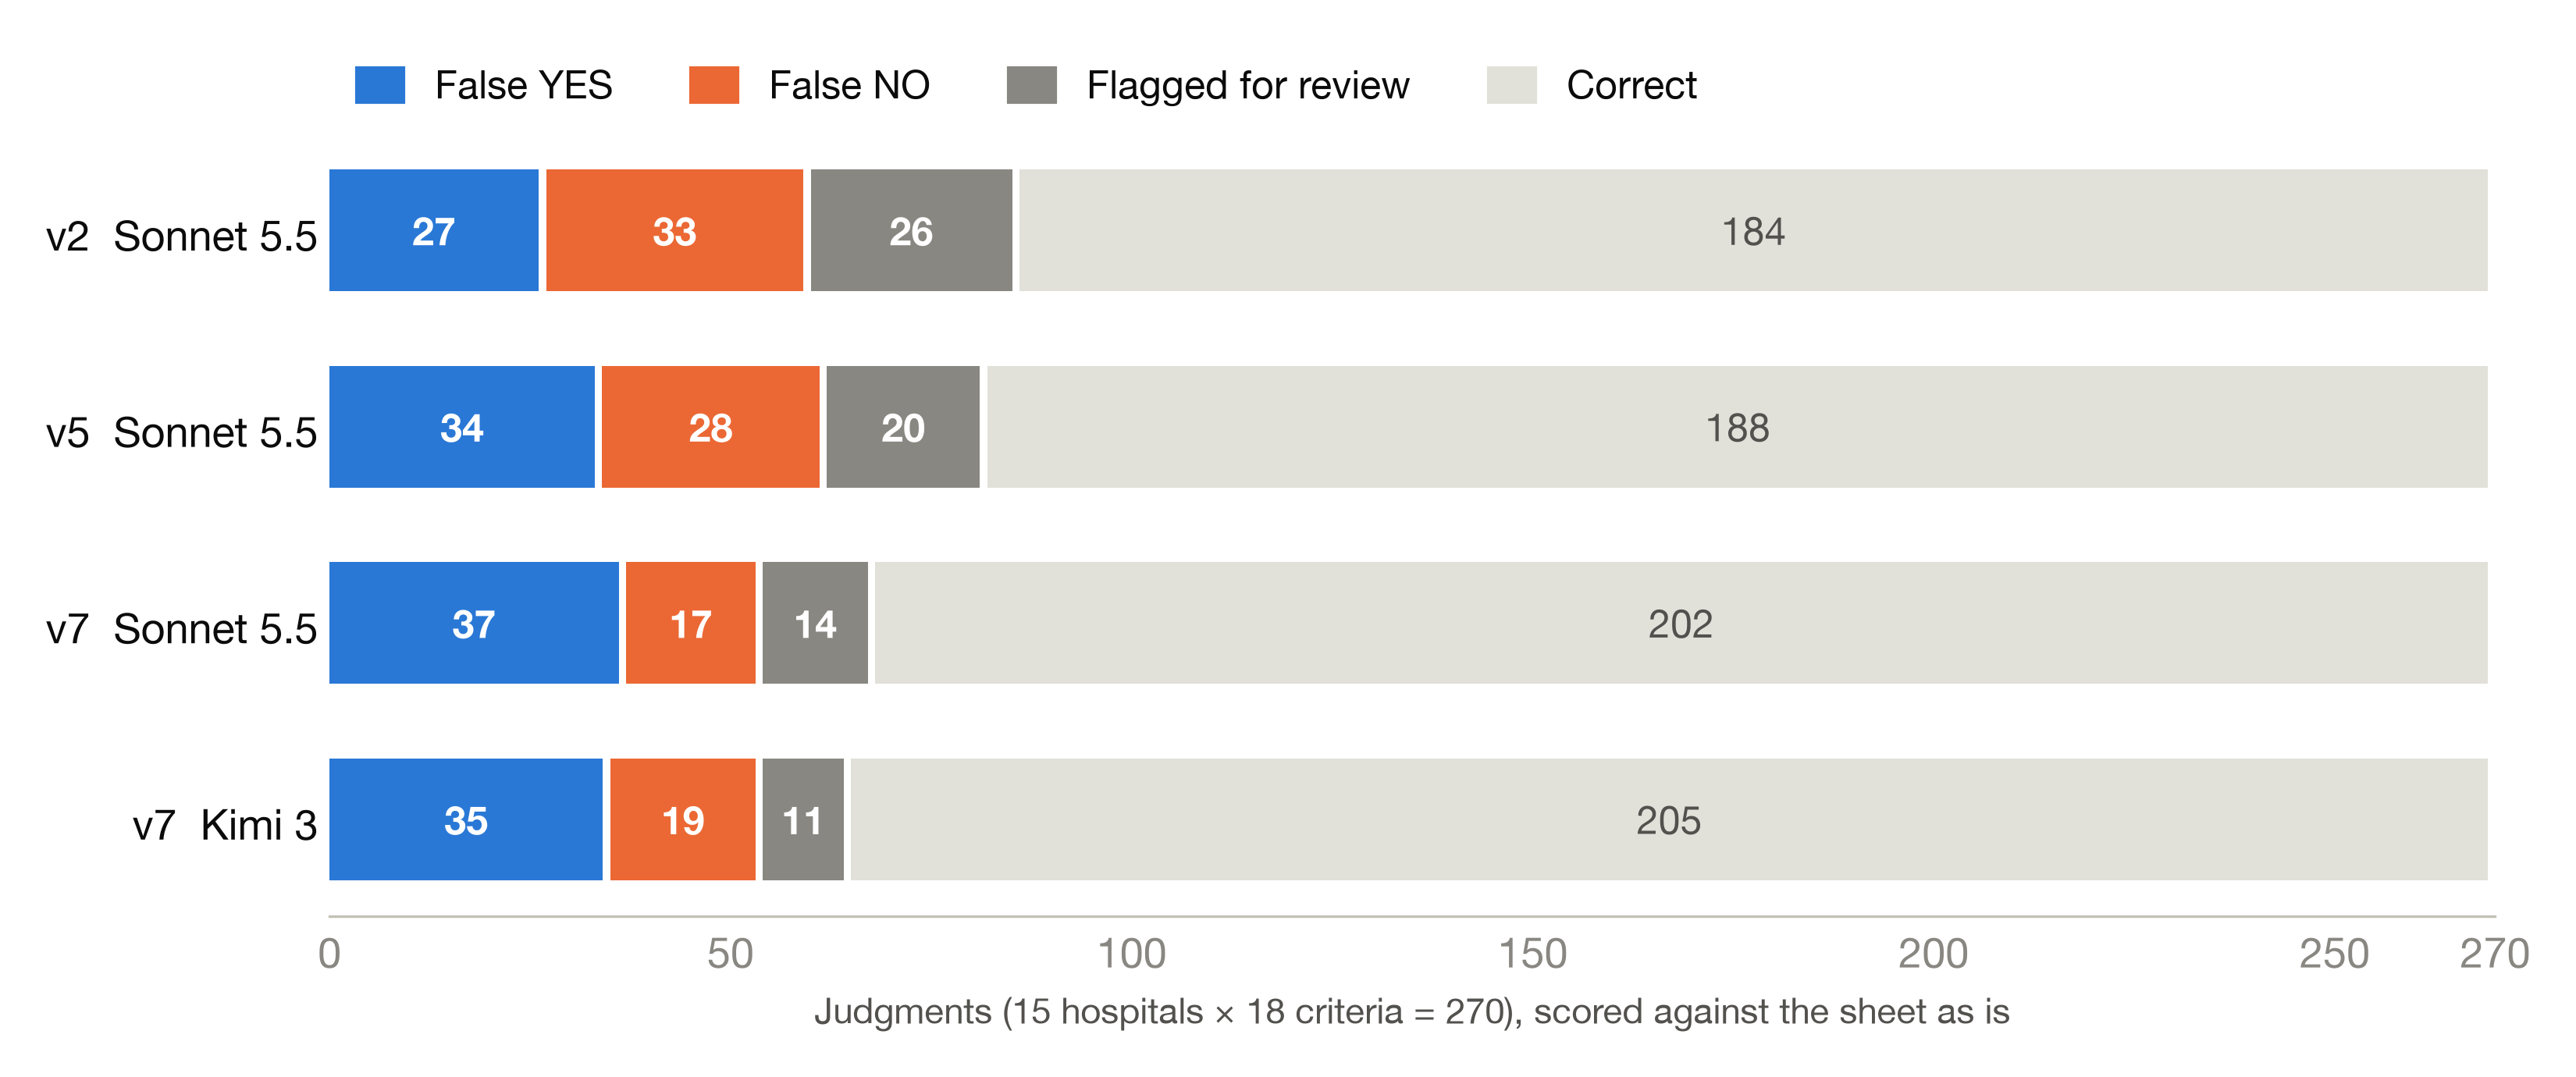 False YES False NO Flagged for review Correct
v2 Sonnet 5.5 27 33 26 184
v5 Sonnet 5.5 34 28 20 188
v7 Sonnet 5.5 37 17 14 202
v7 Kimi 3 35 19 11 205
0 50 100 150 200 250 270
Judgments (15 hospitals × 18 criteria = 270), scored against the sheet as is